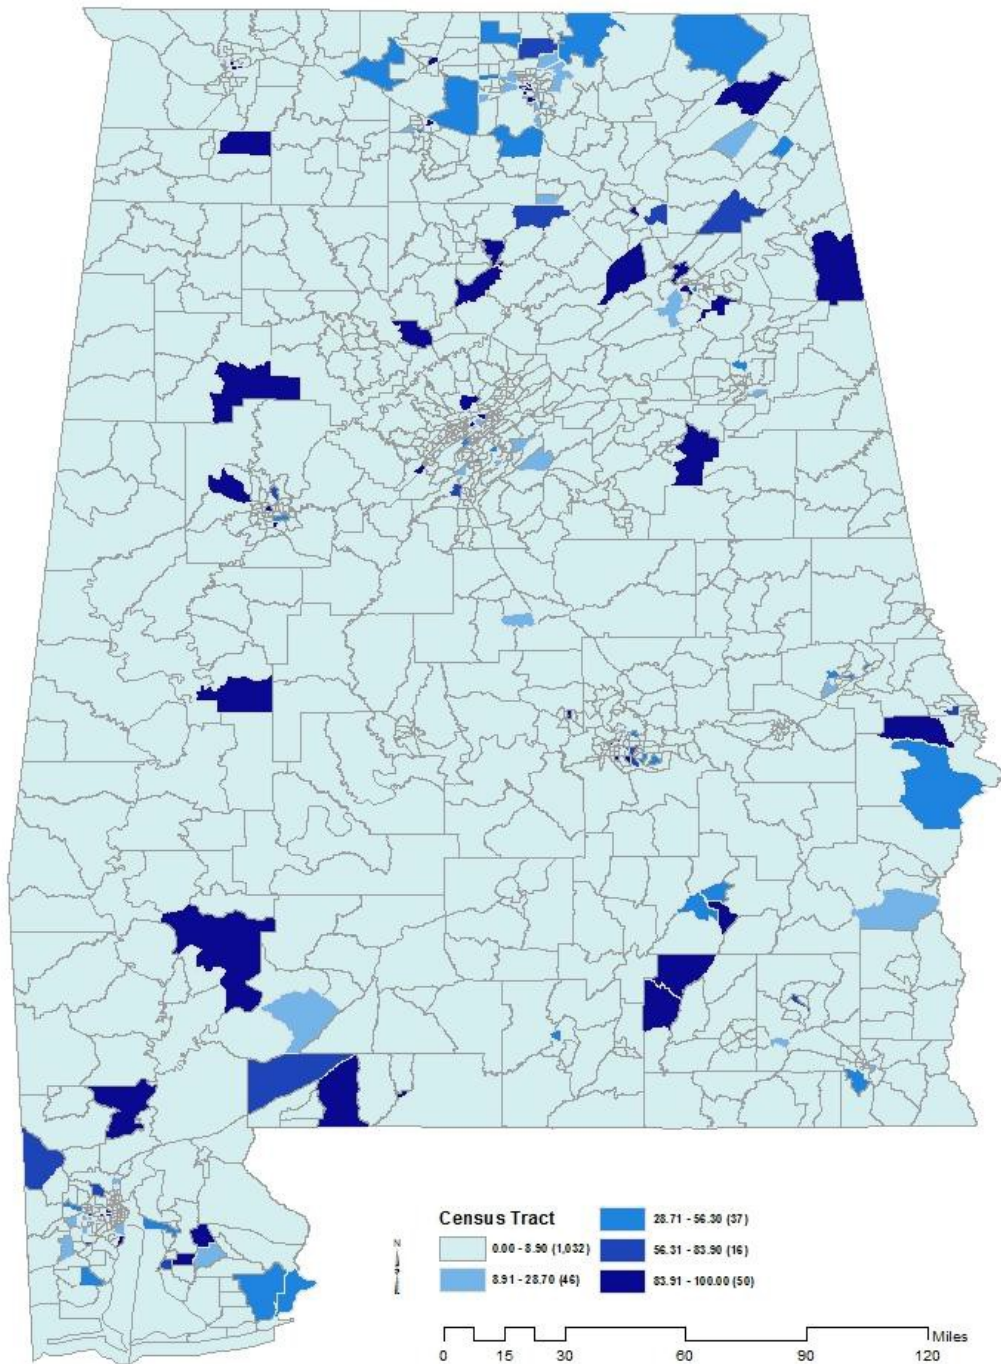 Census Tract
0.00 - 8.90 (1,032)
8.91 - 28.70 (46)
28.71 - 56.30 (37)
56.31 - 83.90 (16)
83.91 - 100.00 (50)
N
Miles
0 15 30 60 90 120